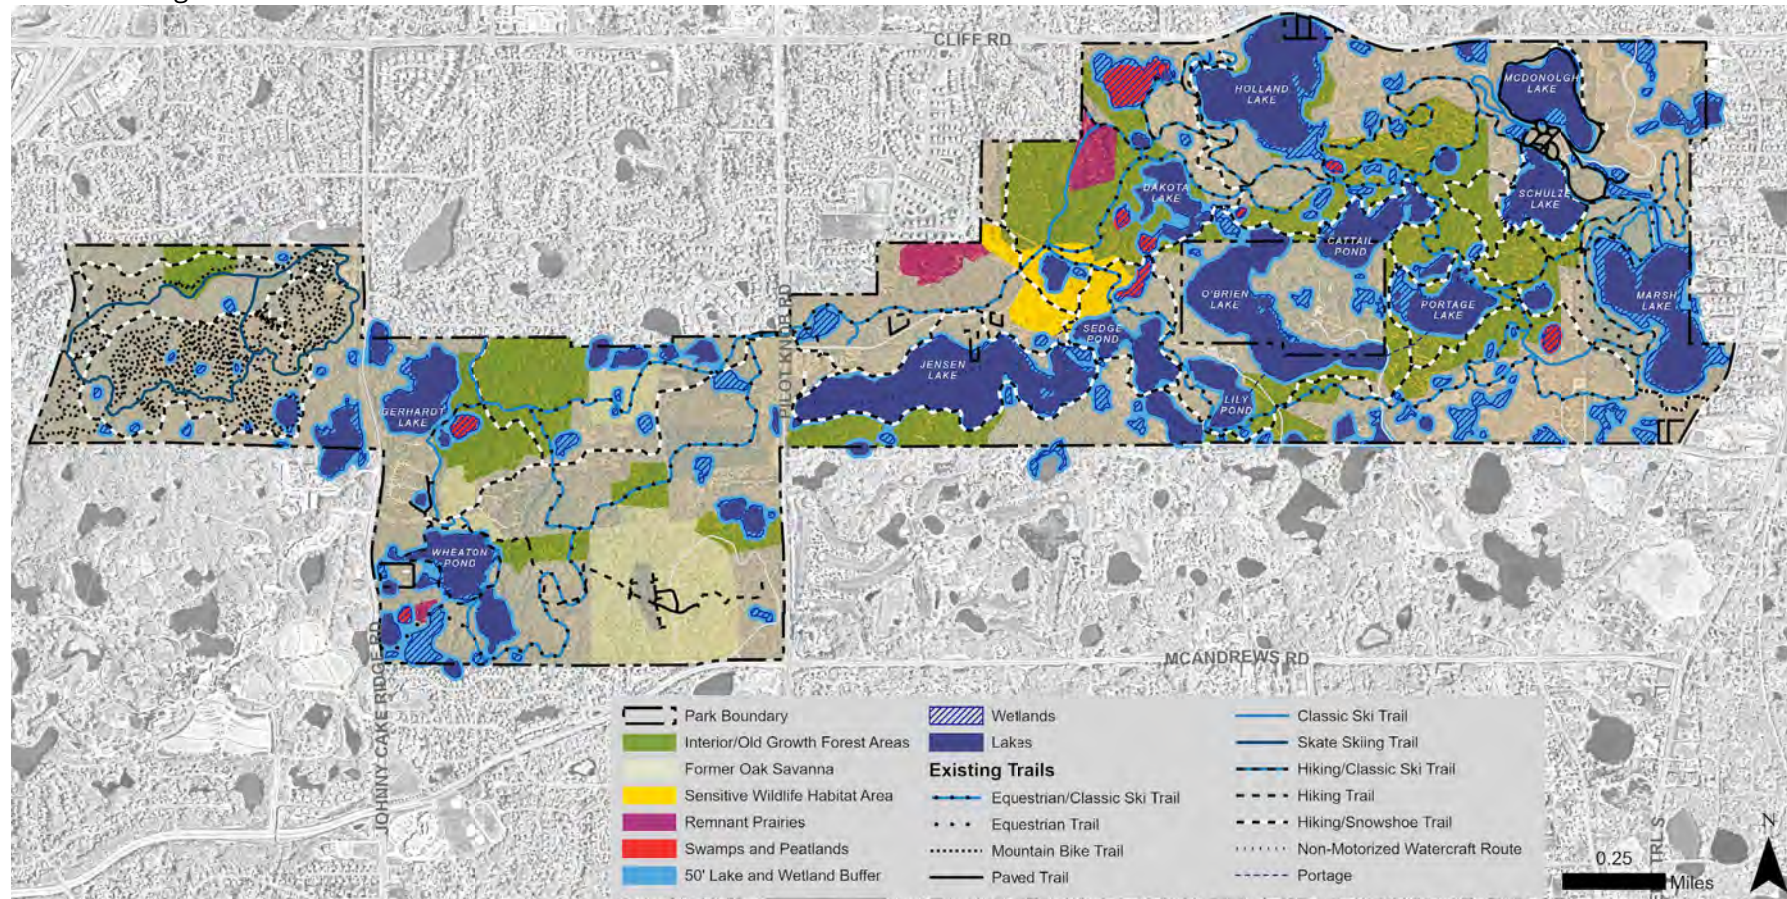 CLIFF RD
HOLLAND
LAKE
MCDONOLGH
LAKE
DAKOTA
LAKE
SCHULZE
LAKE
CATTAIL
POND
O'BRIEN
LAKE
PORTAGE
LAKE
MARSH
LAKE
SEDGE
POND
JENSEN
LAKE
LILY
POND
GERHARDT
LAKE
PILOT KNOB RD
WHEATON
POND
JOHNNY CAKE RIDGE RD
MCANDREWS RD
Park Boundary
Interior/Old Growth Forest Areas
Former Oak Savanna
Sensitive Wildlife Habitat Area
Remnant Prairies
Swamps and Peatlands
50' Lake and Wetland Buffer
Wetlands
Lakes
Existing Trails
Equestrian/Classic Ski Trail
Equestrian Trail
Mountain Bike Trail
Paved Trail
Classic Ski Trail
Skate Skiing Trail
Hiking/Classic Ski Trail
Hiking Trail
Hiking/Snowshoe Trail
Non-Motorized Watercraft Route
Portage
TRL S
N
0.25
Miles